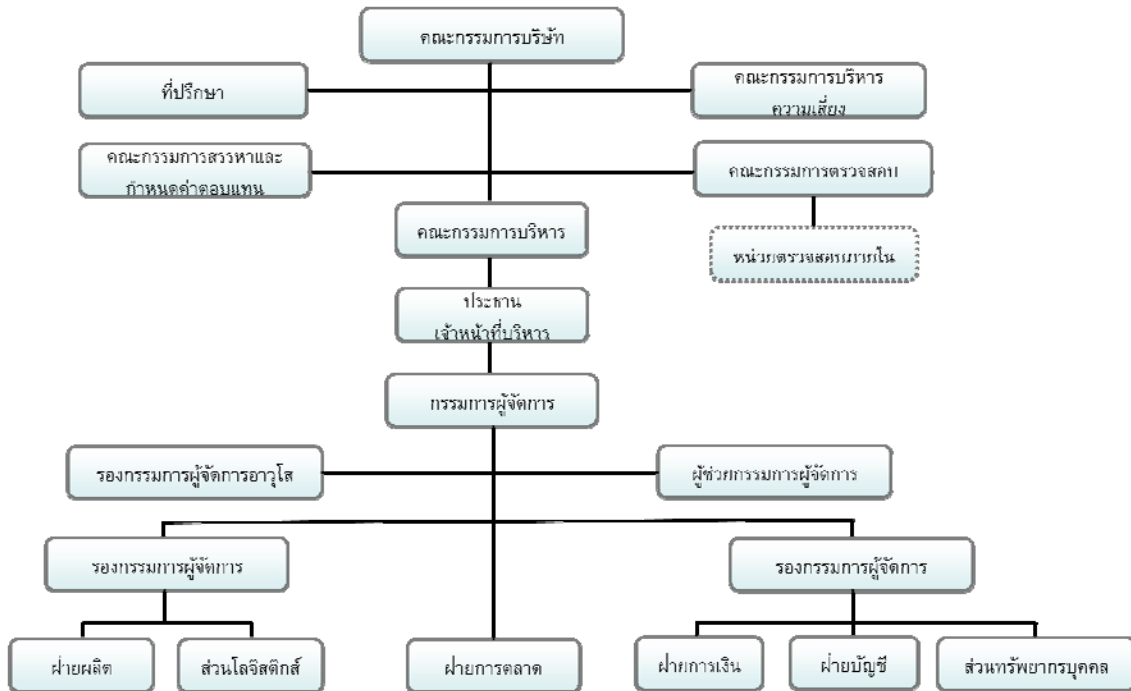 คณะกรรมการบริษัท
ที่ปรึกษา
คณะกรรมการบริหาร
ความเสี่ยง
คณะกรรมการสรรหาและ
กำหนดค่าตอบแทน
คณะกรรมการตรวจสอบ
คณะกรรมการบริหาร
หน่วยตรวจสอบภายใน
ประธาน
เจ้าหน้าที่บริหาร
กรรมการผู้จัดการ
รองกรรมการผู้จัดการอาวุโส
ผู้ช่วยกรรมการผู้จัดการ
รองกรรมการผู้จัดการ
รองกรรมการผู้จัดการ
ฝ่ายผลิต
ส่วนโลจิสติกส์
ฝ่ายการตลาด
ฝ่ายการเงิน
ฝ่ายบัญชี
ส่วนทรัพยากรบุคคล